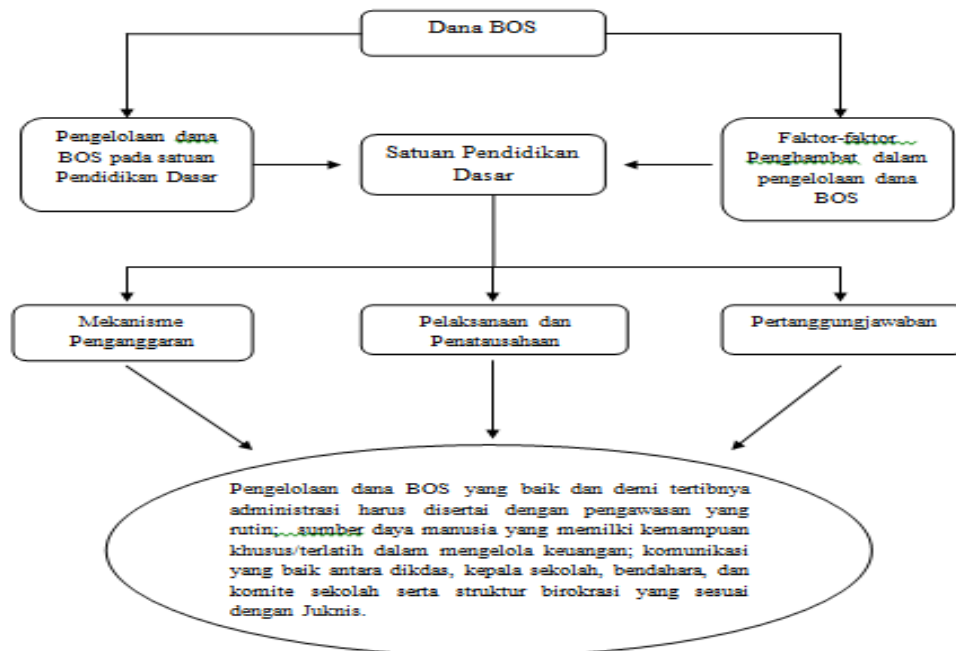 Dana BOS
Pengelolaan dana
BOS pada satuan
Pendidikan Dasar
Satuan Pendidikan
Dasar
Faktor-faktor
Penghambat dalam
pengelolaan dana
BOS
Mekanisme
Penganggaran
Pelaksanaan dan
Penatausahaan
Pertanggungjawaban
Pengelolaan dana BOS yang baik dan demi tertibnya
administrasi harus disertai dengan pengawasan yang
rutin; sumber daya manusia yang memilki kemampuan
khusus/terlatih dalam mengelola keuangan; komunikasi
yang baik antara dikdas, kepala sekolah, bendahara, dan
komite sekolah serta struktur birokrasi yang sesuai
dengan Juknis.